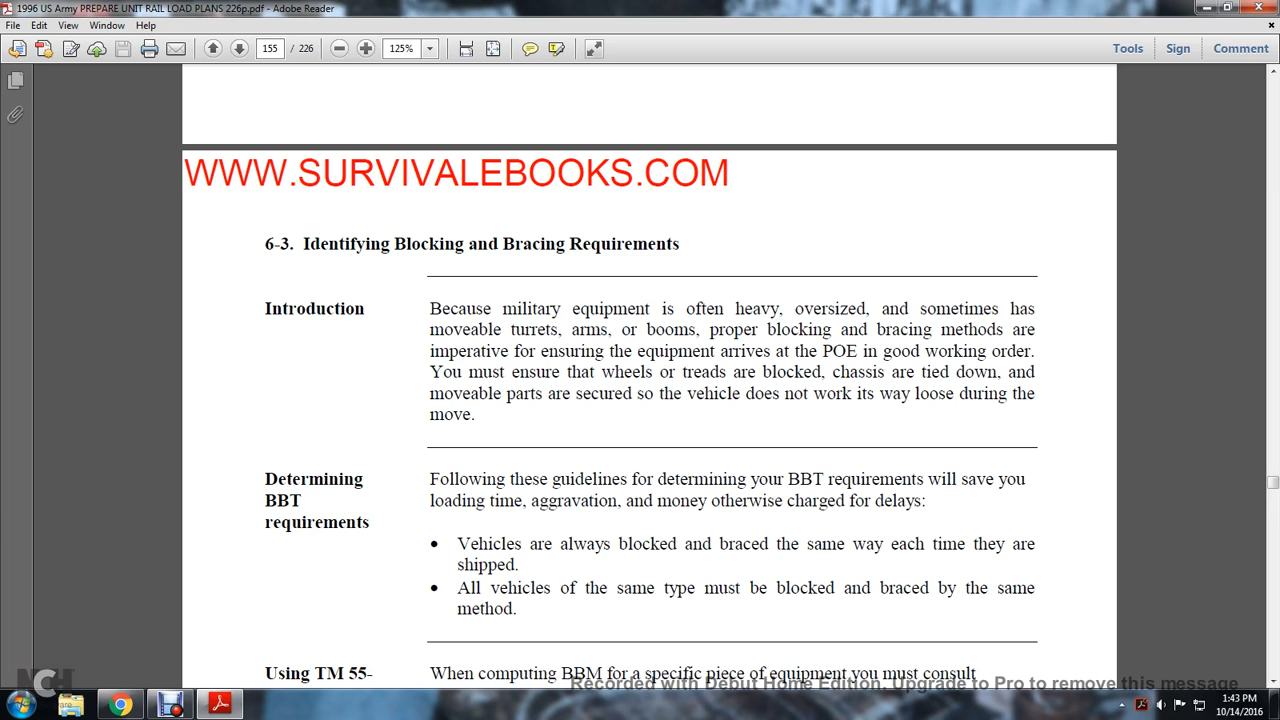 1996 US Army PREPARE UNIT RAIL LOAD PLANS 226p.pdf - Adobe Reader
File Edit View Window Help
155 / 226 125% Tools Sign Comment
WWW.SURVIVALEBOOKS.COM
6-3. Identifying Blocking and Bracing Requirements
Introduction
Because military equipment is often heavy, oversized, and sometimes has
moveable turrets, arms, or booms, proper blocking and bracing methods are
imperative for ensuring the equipment arrives at the POE in good working order.
You must ensure that wheels or treads are blocked, chassis are tied down, and
moveable parts are secured so the vehicle does not work its way loose during the
move.
Determining
BBT
requirements
Following these guidelines for determining your BBT requirements will save you
loading time, aggravation, and money otherwise charged for delays:
• Vehicles are always blocked and braced the same way each time they are
shipped.
• All vehicles of the same type must be blocked and braced by the same
method.
Using TM 55-
When computing BBM for a specific piece of equipment you must consult
Recorded with Debut Home Edition. Upgrade to Pro to remove this message
NCH
1:43 PM
10/14/2016